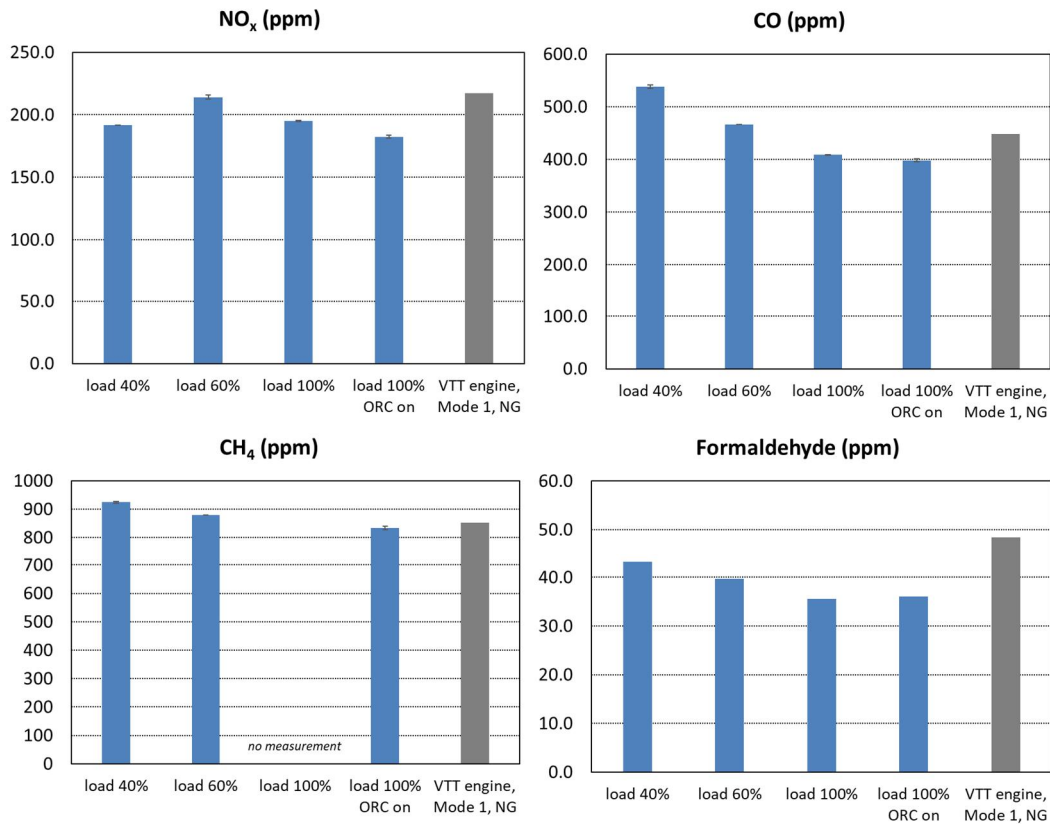 NOx (ppm)
250.0
200.0
150.0
100.0
50.0
0.0
load 40% load 60% load 100% load 100% VTT engine,
ORC on Mode 1, NG
CO (ppm)
600.0
500.0
400.0
300.0
200.0
100.0
0.0
load 40% load 60% load 100% load 100% VTT engine,
ORC on Mode 1, NG
CH4 (ppm)
1000
900
800
700
600
500
400
300
200
100
0
no measurement
load 40% load 60% load 100% load 100% VTT engine,
ORC on Mode 1, NG
Formaldehyde (ppm)
60.0
50.0
40.0
30.0
20.0
10.0
0.0
load 40% load 60% load 100% load 100% VTT engine,
ORC on Mode 1, NG